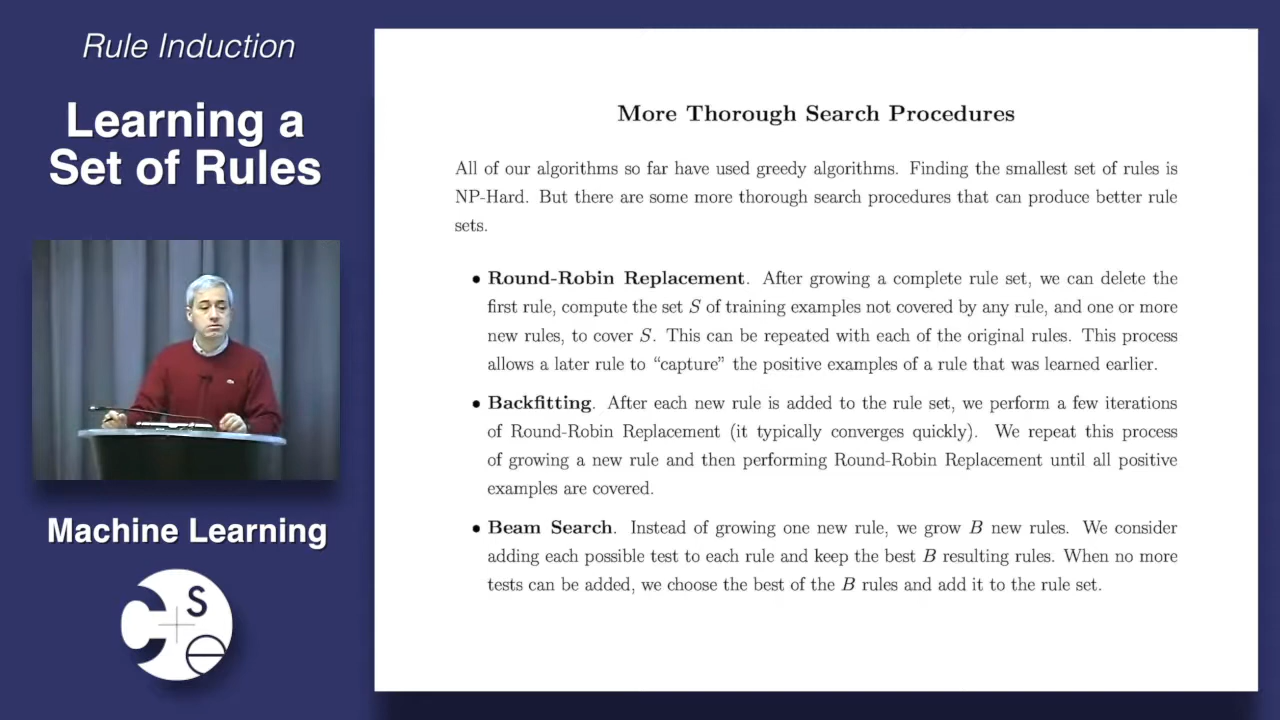 Rule Induction
Learning a
Set of Rules
Machine Learning
C S e
More Thorough Search Procedures
All of our algorithms so far have used greedy algorithms. Finding the smallest set of rules is
NP-Hard. But there are some more thorough search procedures that can produce better rule
sets.
• Round-Robin Replacement. After growing a complete rule set, we can delete the
first rule, compute the set S of training examples not covered by any rule, and one or more
new rules, to cover S. This can be repeated with each of the original rules. This process
allows a later rule to “capture” the positive examples of a rule that was learned earlier.
• Backfitting. After each new rule is added to the rule set, we perform a few iterations
of Round-Robin Replacement (it typically converges quickly). We repeat this process
of growing a new rule and then performing Round-Robin Replacement until all positive
examples are covered.
• Beam Search. Instead of growing one new rule, we grow B new rules. We consider
adding each possible test to each rule and keep the best B resulting rules. When no more
tests can be added, we choose the best of the B rules and add it to the rule set.